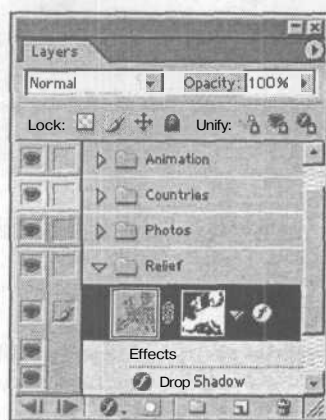 Layers
Normal Opacity: 100%
Lock: Unify:
Animation
Countries
Photos
Relief
Effects
Drop Shadow